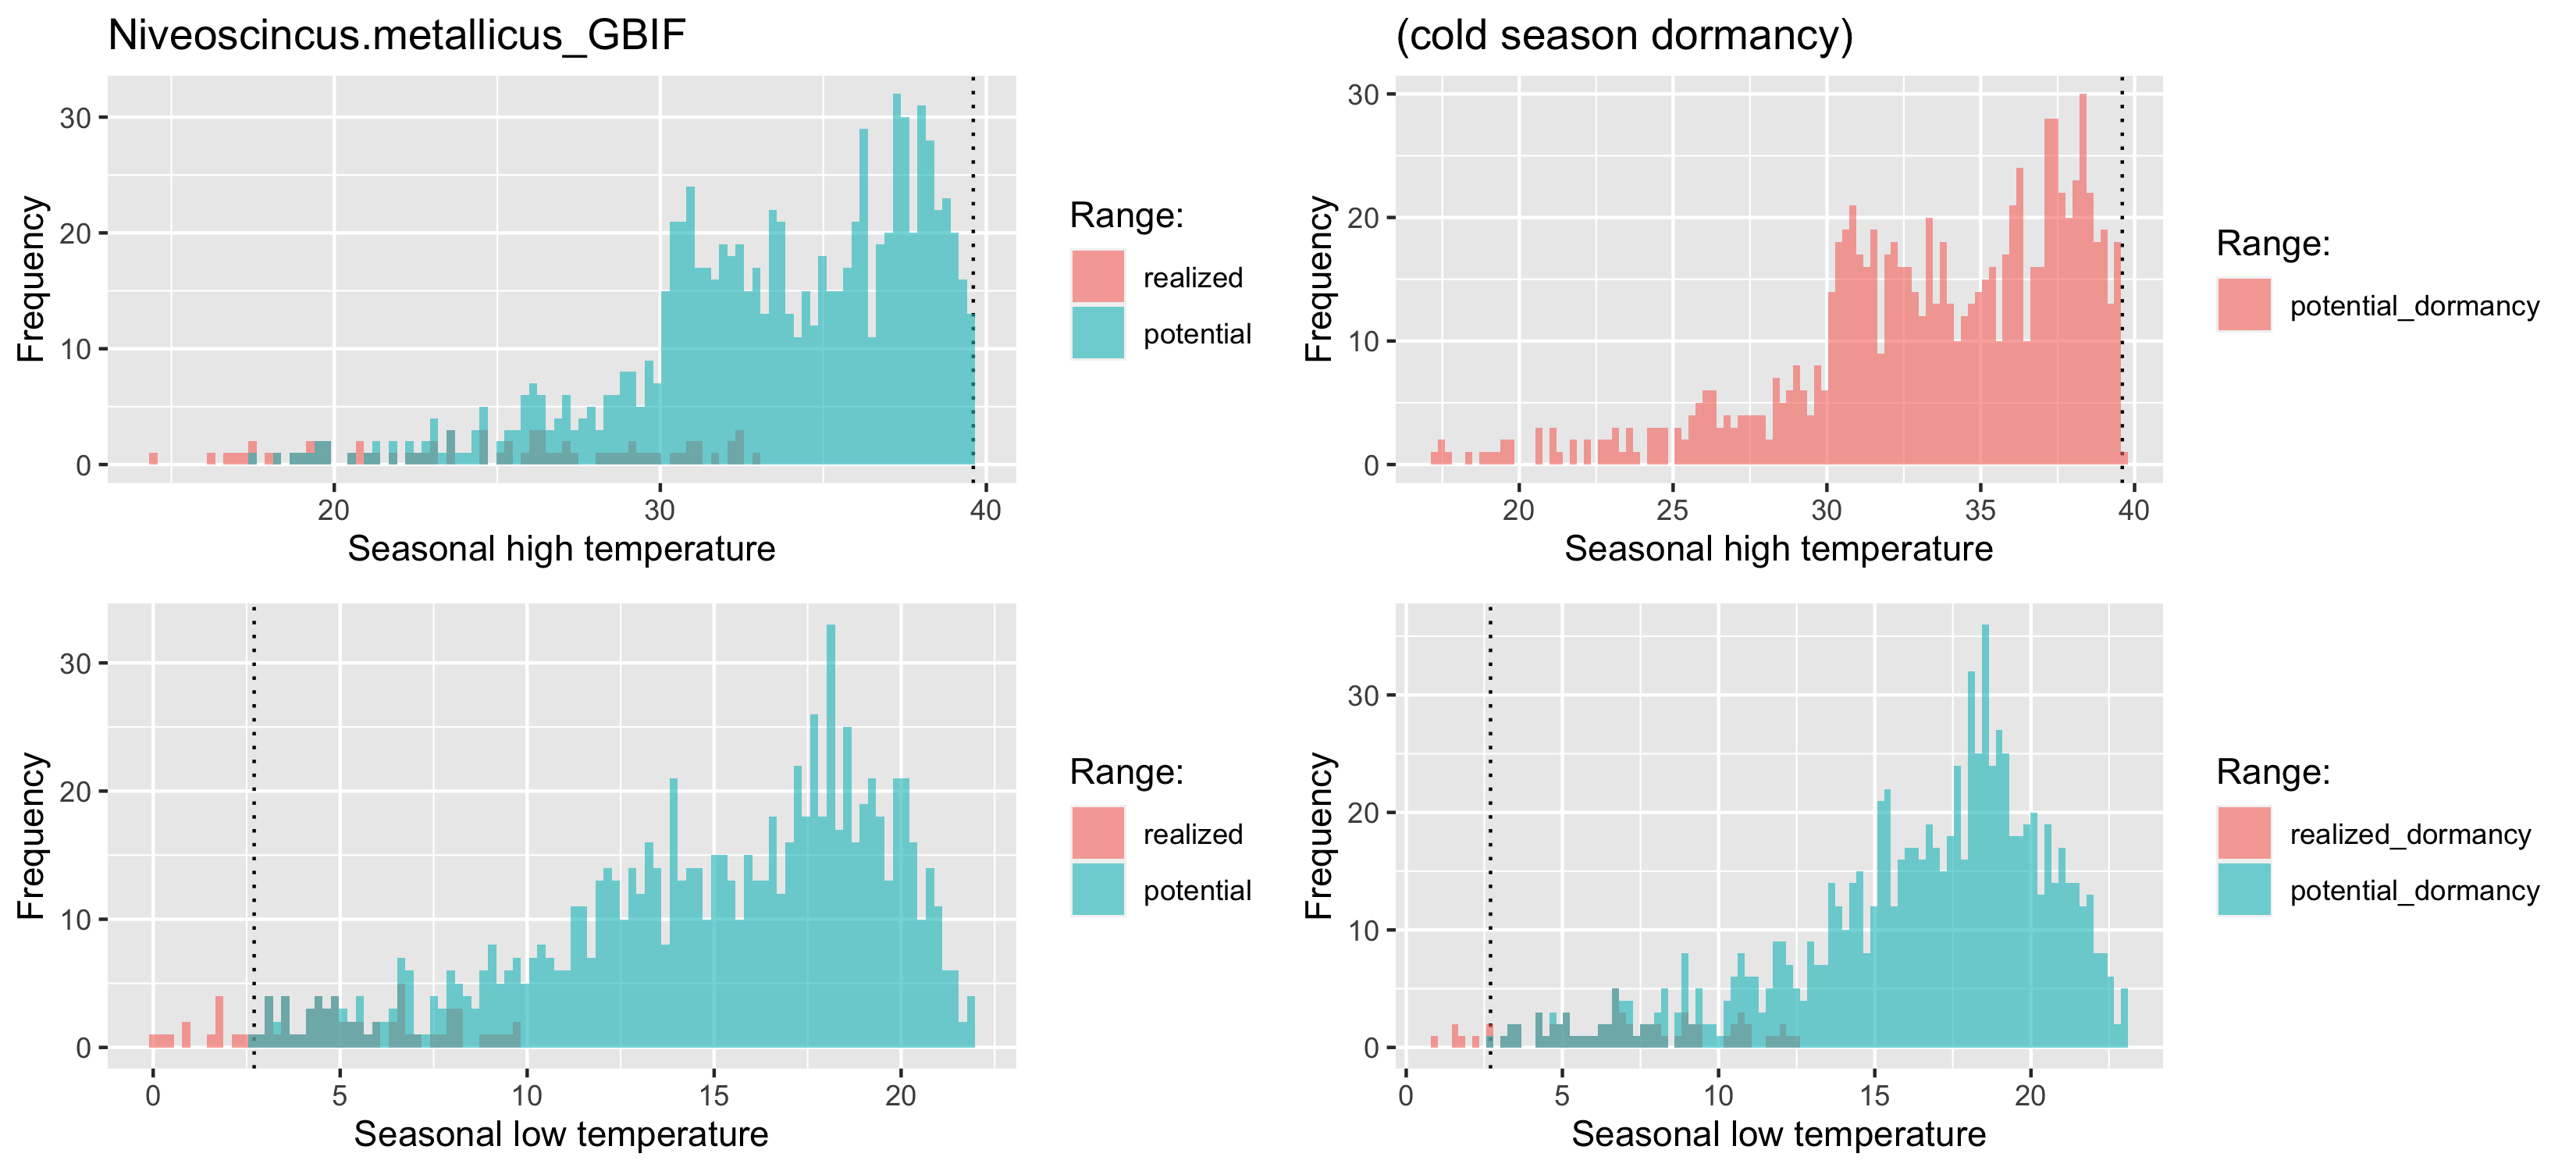 Niveoscincus.metallicus_GBIF
30
20
10
0
Frequency
20
30
40
Seasonal high temperature
Range:
realized
potential
(cold season dormancy)
30
20
10
0
Frequency
20
25
30
35
40
Seasonal high temperature
Range:
potential_dormancy
30
20
10
0
Frequency
0
5
10
15
20
Seasonal low temperature
Range:
realized
potential
30
20
10
0
Frequency
0
5
10
15
20
Seasonal low temperature
Range:
realized_dormancy
potential_dormancy